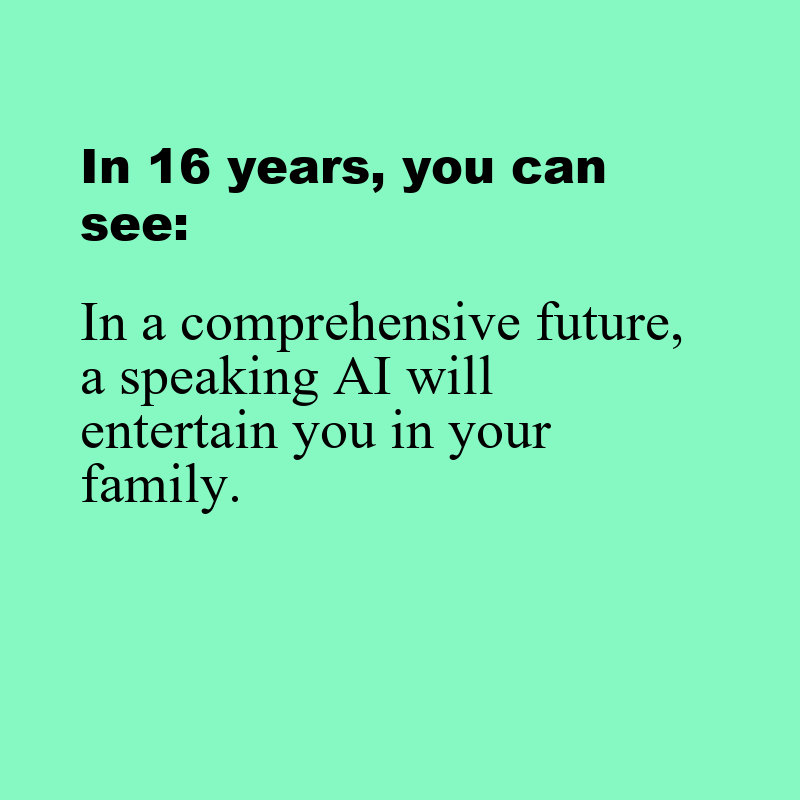 In 16 years, you can
see:
In a comprehensive future,
a speaking AI will
entertain you in your
family.